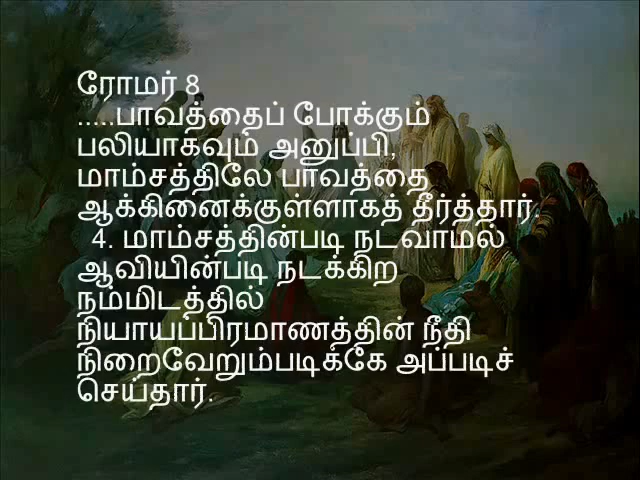 ரோமர் 8
.....பாவத்தைப் போக்கும்
பலியாகவும் அனுப்பி,
மாம்சத்திலே பாவத்தை
ஆக்கினைக்குள்ளாகத் தீர்த்தார்.
4. மாம்சத்தின்படி நடவாமல்
ஆவியின்படி நடக்கிற
நம்மிடத்தில்
நியாயப்பிரமாணத்தின் நீதி
நிறைவேறும்படிக்கே அப்படிச்
செய்தார்.